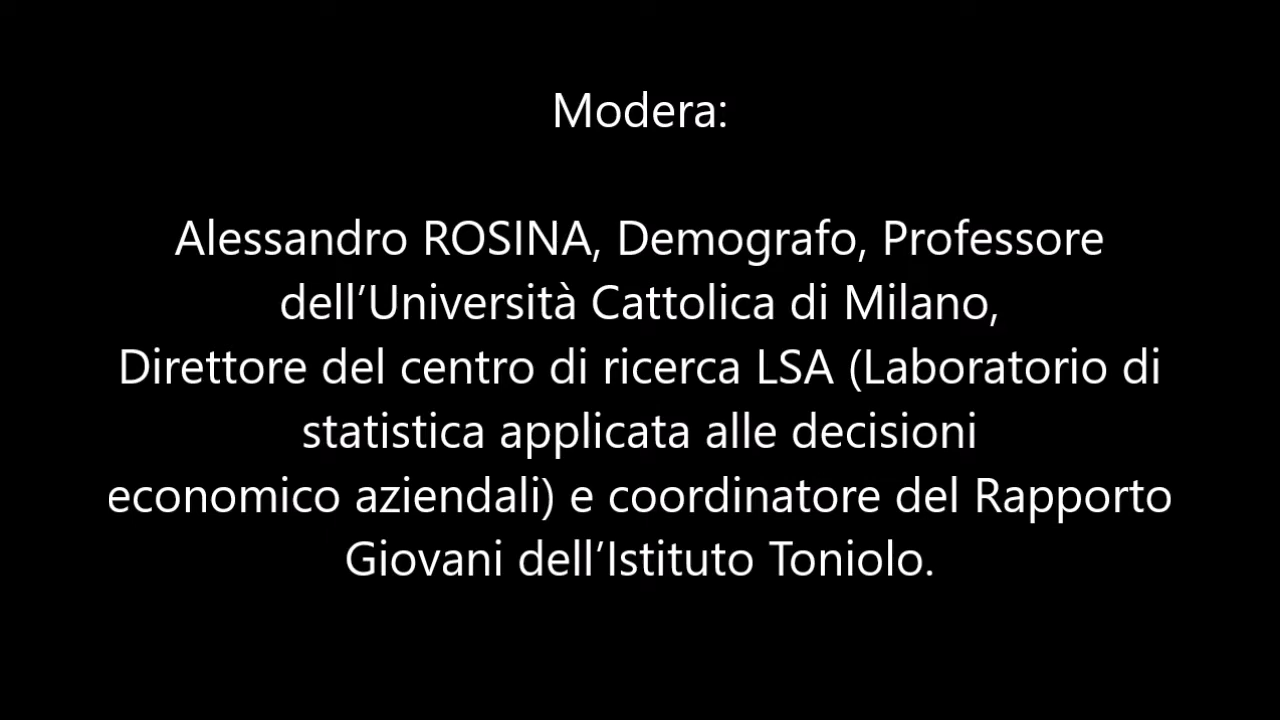 Modera:
Alessandro ROSINA, Demografo, Professore
dell’Università Cattolica di Milano,
Direttore del centro di ricerca LSA (Laboratorio di
statistica applicata alle decisioni
economico aziendali) e coordinatore del Rapporto
Giovani dell’Istituto Toniolo.